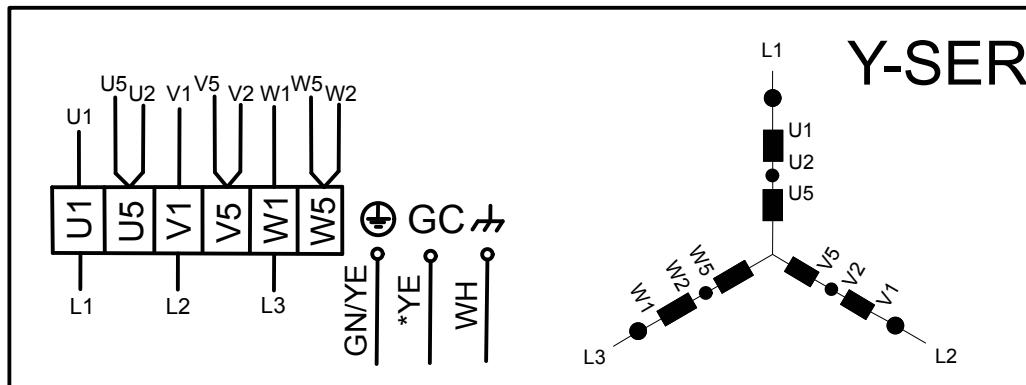 Y-SER
U1 U5 U2 V1 V5 V2 W1 W5 W2
U1 U5 V1 V5 W1 W5
L1 L2 L3
GC
GN/YE *YE WH
L1
U1
U2
U5
W1 W2 W5
V5 V2 V1
L3
L2